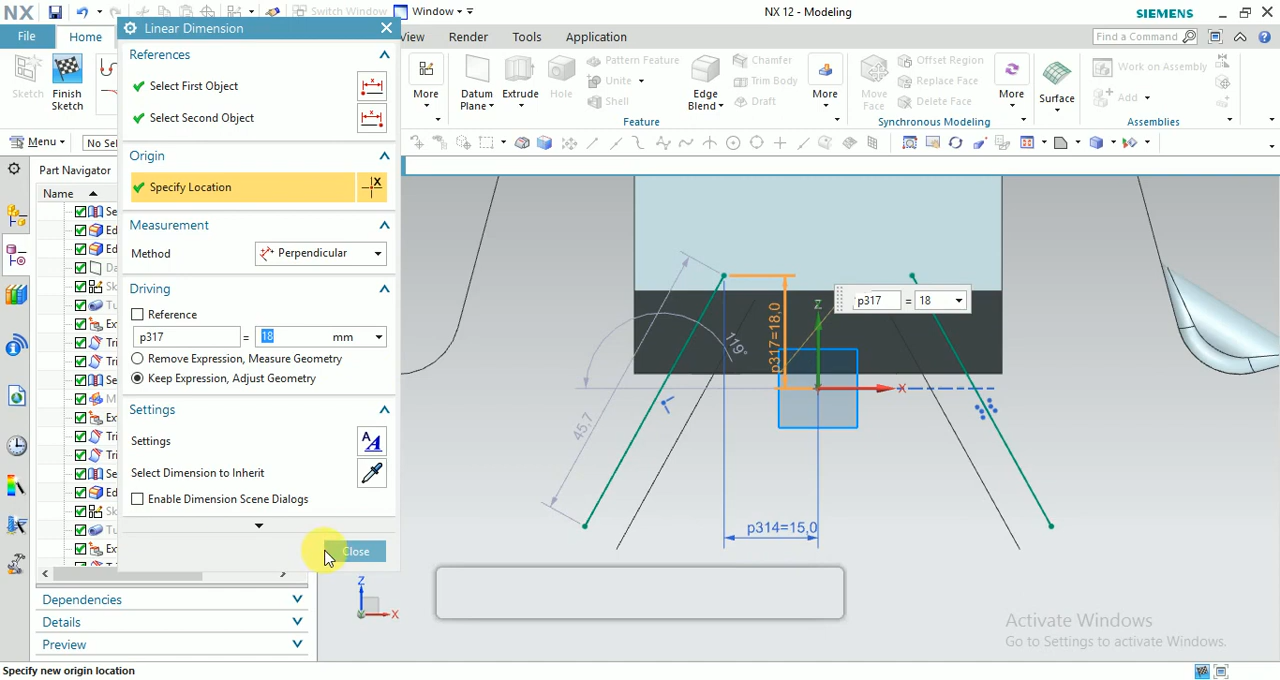 NX
Switch Window
Window
NX 12 - Modeling
SIEMENS
File
Home
View
Render
Tools
Application
Find a Command
Sketch
Finish Sketch
More
Datum Plane
Extrude
Hole
Pattern Feature
Unite
Shell
Edge Blend
Chamfer
Trim Body
Draft
More
Feature
Move Face
Offset Region
Replace Face
Delete Face
More
Synchronous Modeling
Surface
Work on Assembly
Add
Assemblies
Menu
No Sel
Part Navigator
Name
Linear Dimension
References
Select First Object
Select Second Object
Origin
Specify Location
Measurement
Method
Perpendicular
Driving
Reference
p317 = 18 mm
Remove Expression, Measure Geometry
Keep Expression, Adjust Geometry
Settings
Settings
Select Dimension to Inherit
Enable Dimension Scene Dialogs
Close
Dependencies
Details
Preview
p317 = 18
Z
X
p317=18,0
119°
45,7
p314=15,0
Z
X
Activate Windows
Go to Settings to activate Windows.
Specify new origin location